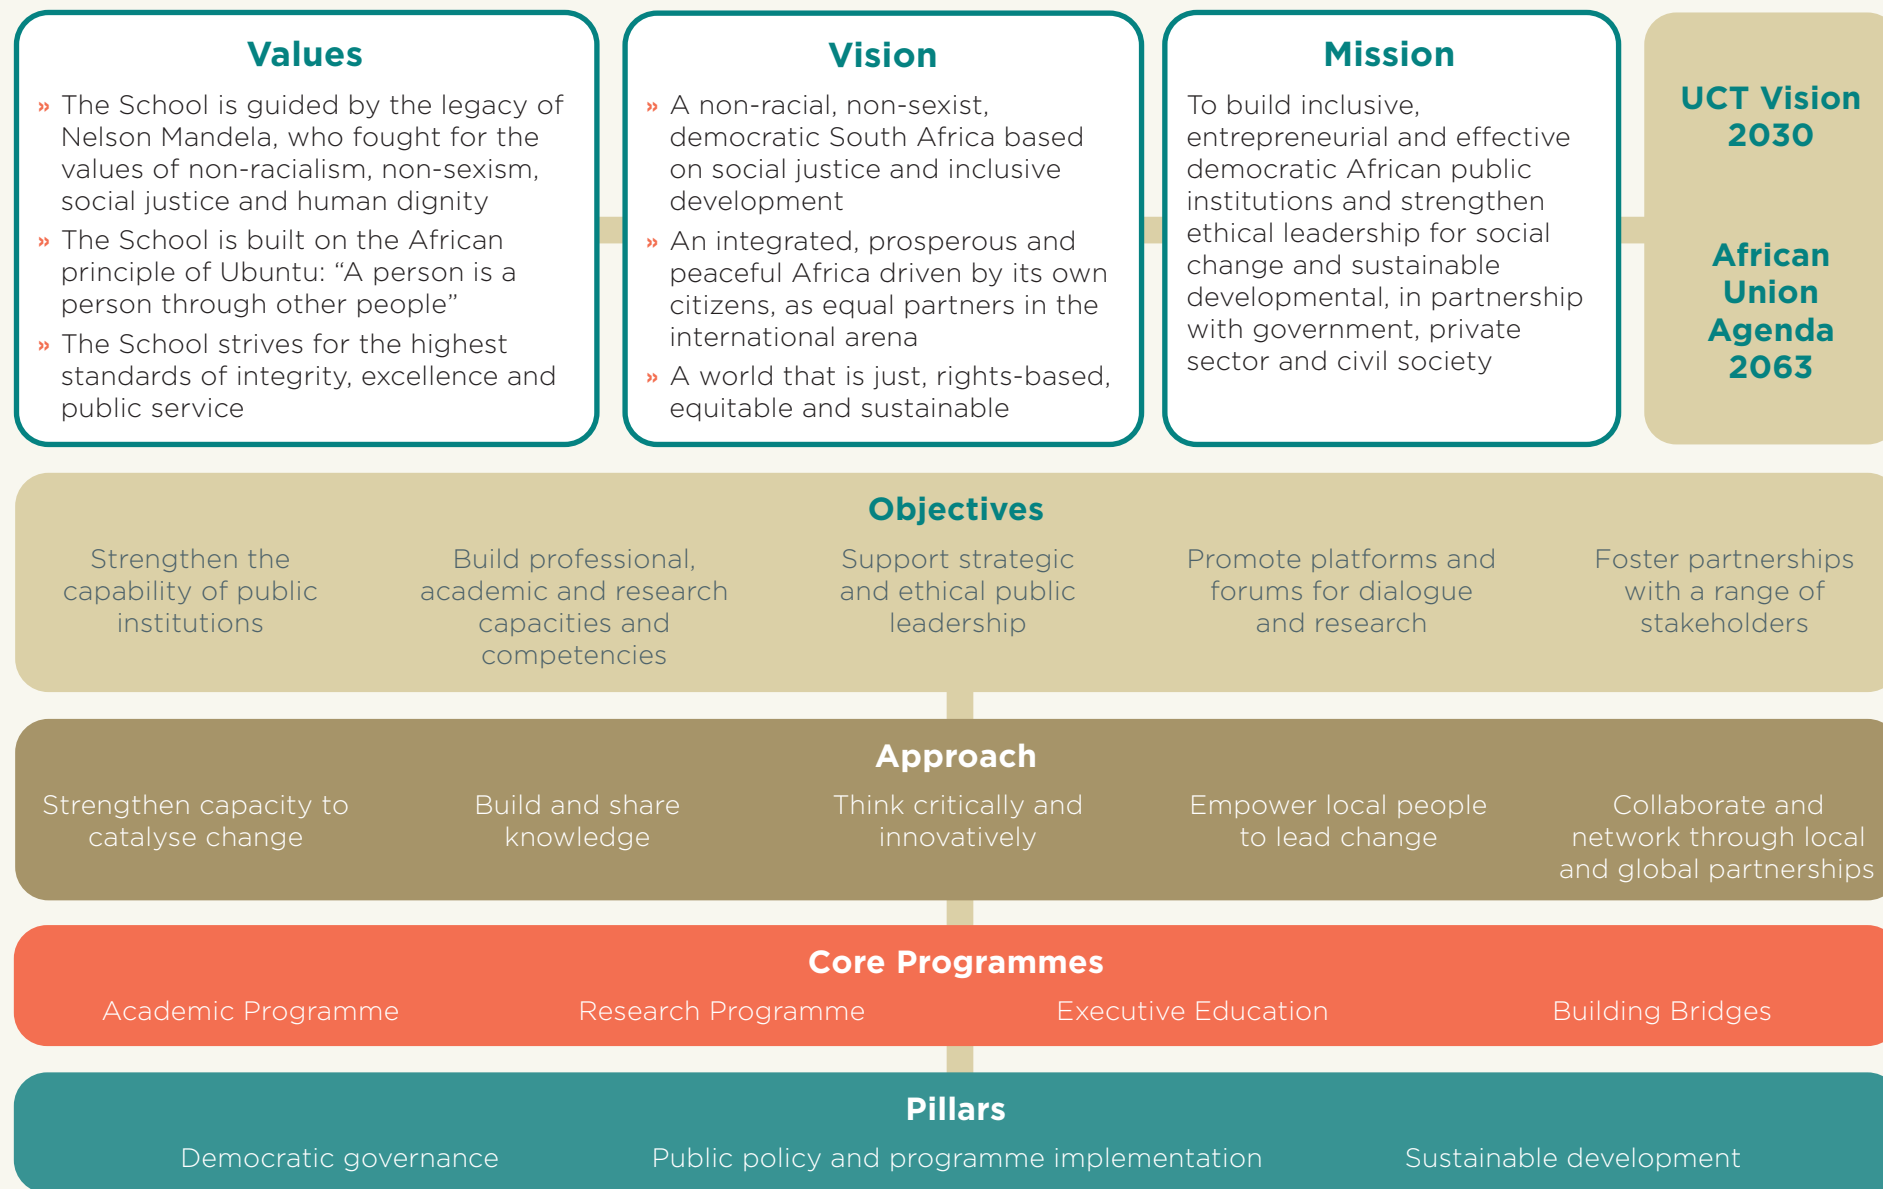 Values
» The School is guided by the legacy of
Nelson Mandela, who fought for the
values of non-racialism, non-sexism,
social justice and human dignity
» The School is built on the African
principle of Ubuntu: “A person is a
person through other people”
» The School strives for the highest
standards of integrity, excellence and
public service
Vision
» A non-racial, non-sexist,
democratic South Africa based
on social justice and inclusive
development
» An integrated, prosperous and
peaceful Africa driven by its own
citizens, as equal partners in the
international arena
» A world that is just, rights-based,
equitable and sustainable
Mission
To build inclusive,
entrepreneurial and effective
democratic African public
institutions and strengthen
ethical leadership for social
change and sustainable
developmental, in partnership
with government, private
sector and civil society
UCT Vision
2030
African
Union
Agenda
2063
Objectives
Strengthen the
capability of public
institutions
Build professional,
academic and research
capacities and
competencies
Support strategic
and ethical public
leadership
Promote platforms and
forums for dialogue
and research
Foster partnerships
with a range of
stakeholders
Approach
Strengthen capacity to
catalyse change
Build and share
knowledge
Think critically and
innovatively
Empower local people
to lead change
Collaborate and
network through local
and global partnerships
Core Programmes
Academic Programme
Research Programme
Executive Education
Building Bridges
Pillars
Democratic governance
Public policy and programme implementation
Sustainable development